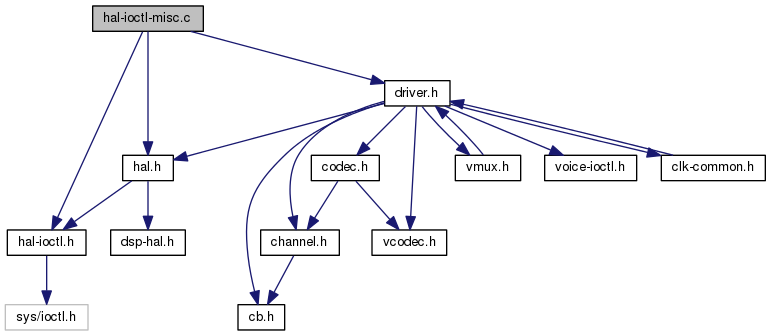 hal-ioctl-misc.c
driver.h
hal.h
codec.h
vmux.h
voice-ioctl.h
clk-common.h
hal-ioctl.h
dsp-hal.h
channel.h
vcodec.h
sys/ioctl.h
cb.h